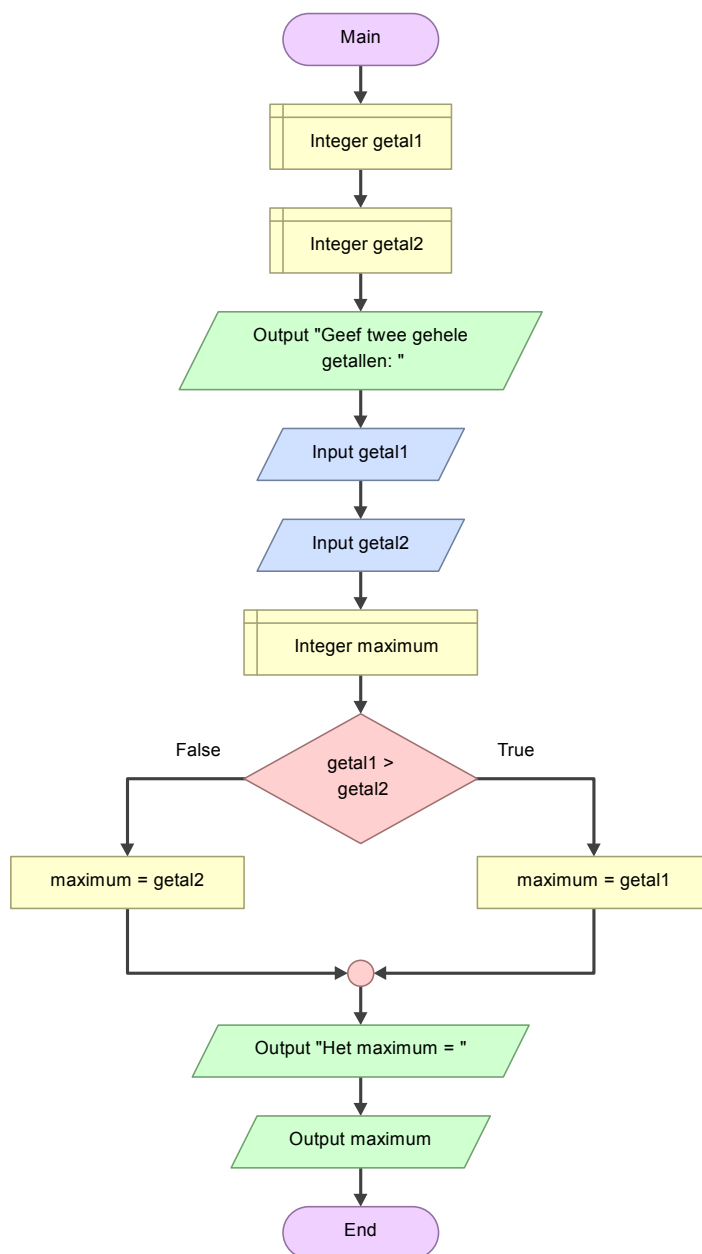 Main
Integer getal1
Integer getal2
Output "Geef twee gehele
getallen: "
Input getal1
Input getal2
Integer maximum
False
True
getal1 >
getal2
maximum = getal2
maximum = getal1
Output "Het maximum = "
Output maximum
End